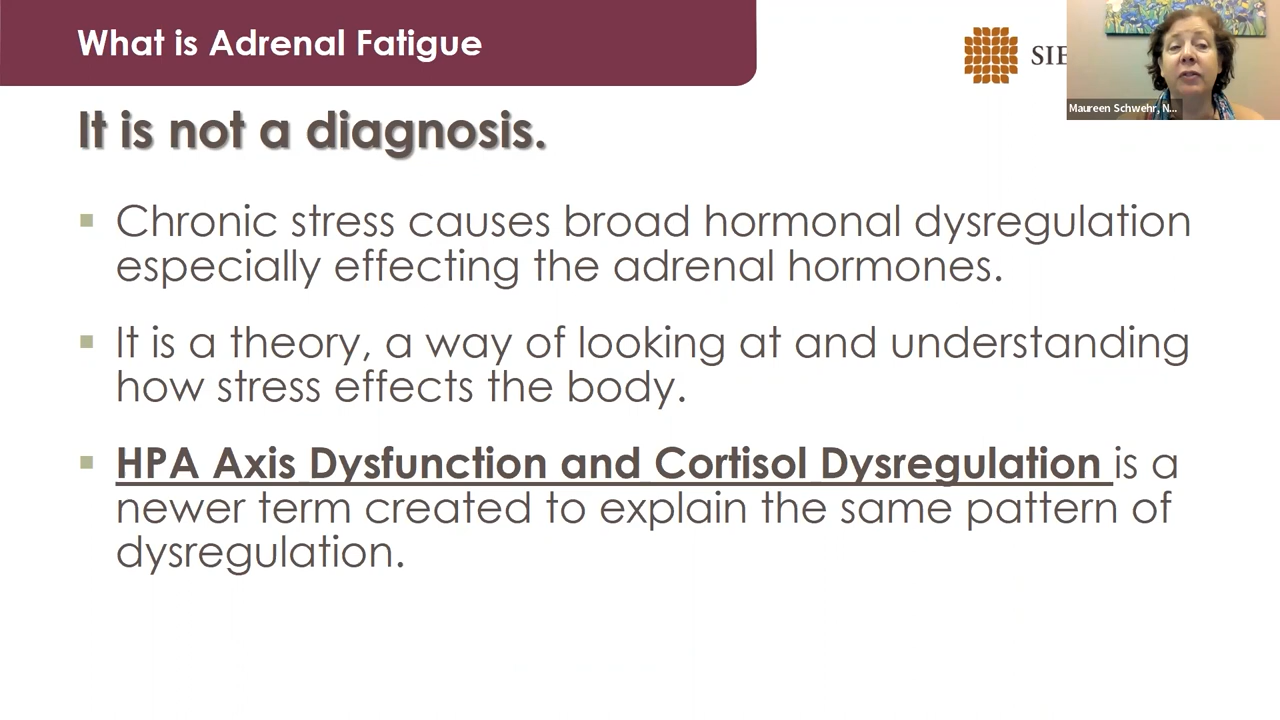 What is Adrenal Fatigue
SIE
Maureen Schwehr, N...
It is not a diagnosis.
▪ Chronic stress causes broad hormonal dysregulation
especially effecting the adrenal hormones.
▪ It is a theory, a way of looking at and understanding
how stress effects the body.
▪ HPA Axis Dysfunction and Cortisol Dysregulation is a
newer term created to explain the same pattern of
dysregulation.